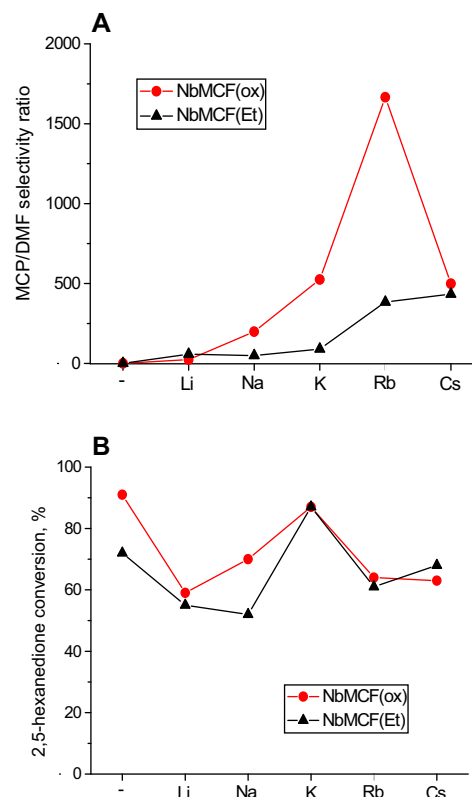 A
2000
1500
1000
500
0
MCP/DMF selectivity ratio
NbMCF(ox)
NbMCF(Et)
- Li Na K Rb Cs
B
100
80
60
40
20
0
2,5-hexanedione conversion, %
NbMCF(ox)
NbMCF(Et)
- Li Na K Rb Cs